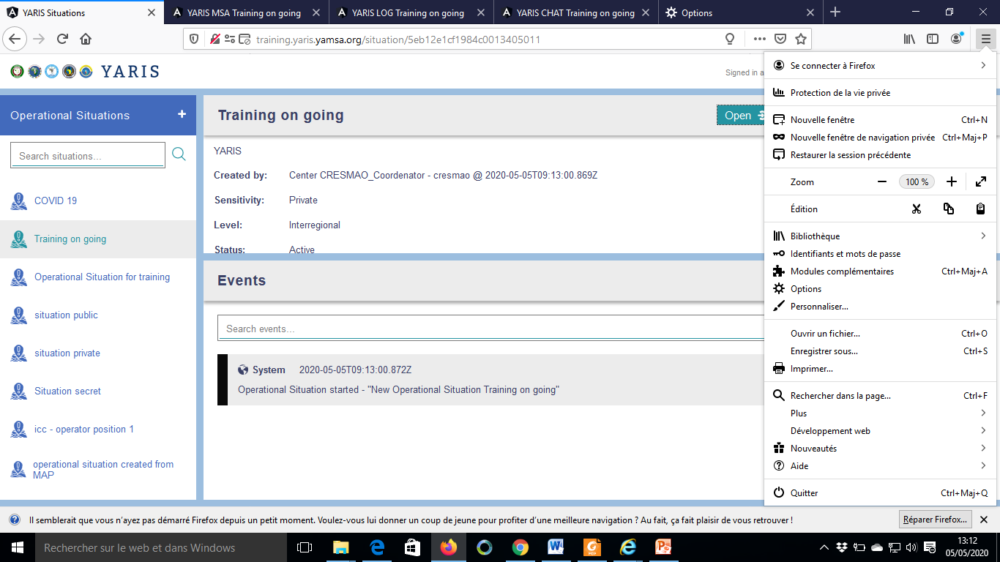 YARIS Situations
YARIS MSA Training on going
YARIS LOG Training on going
YARIS CHAT Training on going
Options
training.yaris.yamsa.org/situation/5eb12e1cf1984c0013405011
YARIS
Signed in a
Operational Situations +
Search situations...
COVID 19
Training on going
Operational Situation for training
situation public
situation private
Situation secret
icc - operator position 1
operational situation created from
MAP
Training on going
Open
YARIS
Created by: Center CRESMAO_Coordenator - cresmao @ 2020-05-05T09:13:00.869Z
Sensitivity: Private
Level: Interregional
Status: Active
Events
Search events...
System 2020-05-05T09:13:00.872Z
Operational Situation started - "New Operational Situation Training on going"
Se connecter à Firefox
Protection de la vie privée
Nouvelle fenêtre Ctrl+N
Nouvelle fenêtre de navigation privée Ctrl+Maj+P
Restaurer la session précédente
Zoom 100 %
Édition
Bibliothèque
Identifiants et mots de passe
Modules complémentaires Ctrl+Maj+A
Options
Personnaliser...
Ouvrir un fichier... Ctrl+O
Enregistrer sous... Ctrl+S
Imprimer...
Rechercher dans la page... Ctrl+F
Plus
Développement web
Nouveautés
Aide
Quitter Ctrl+Maj+Q
Il semblerait que vous n'ayez pas démarré Firefox depuis un petit moment. Voulez-vous lui donner un coup de jeune pour profiter d'une meilleure navigation ? Au fait, ça fait plaisir de vous retrouver !
Réparer Firefox...
Rechercher sur le web et dans Windows
13:12
05/05/2020